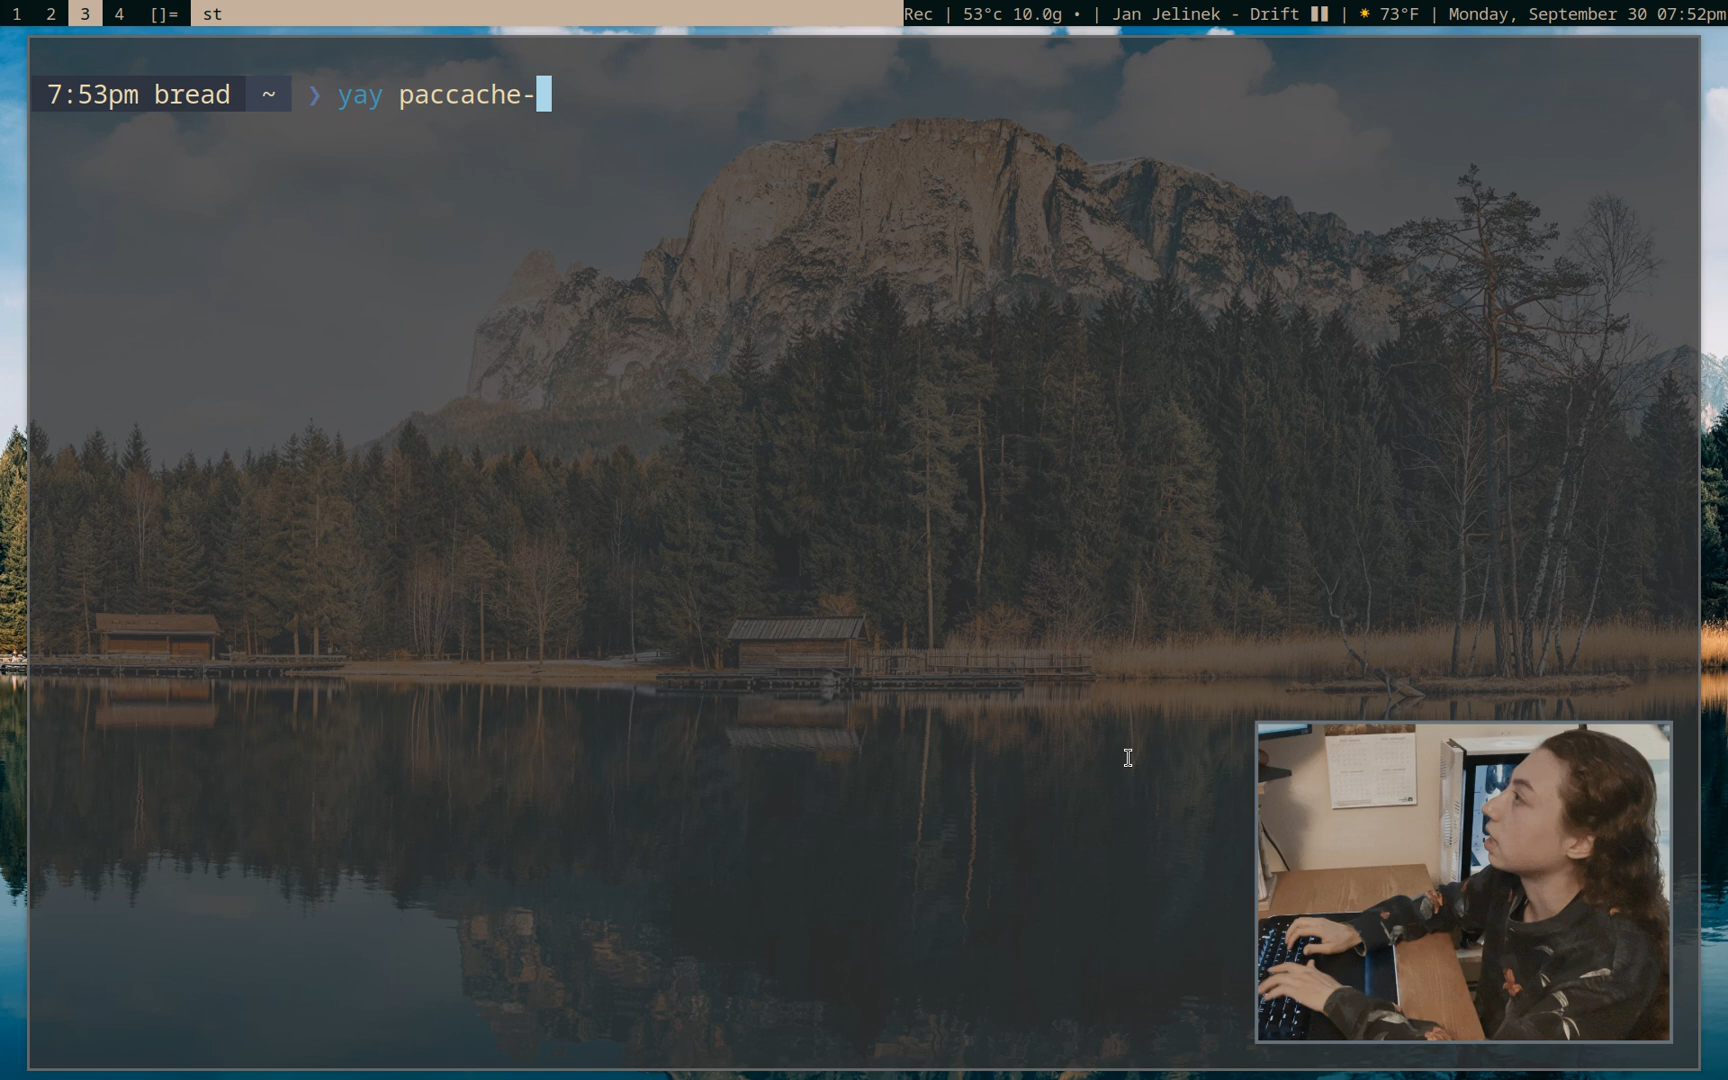 1 2 3 4 []= st Rec | 53°c 10.0g • | Jan Jelinek - Drift ▮▮ | ☀ 73°F | Monday, September 30 07:52pm
7:53pm bread ~ ❯ yay paccache-